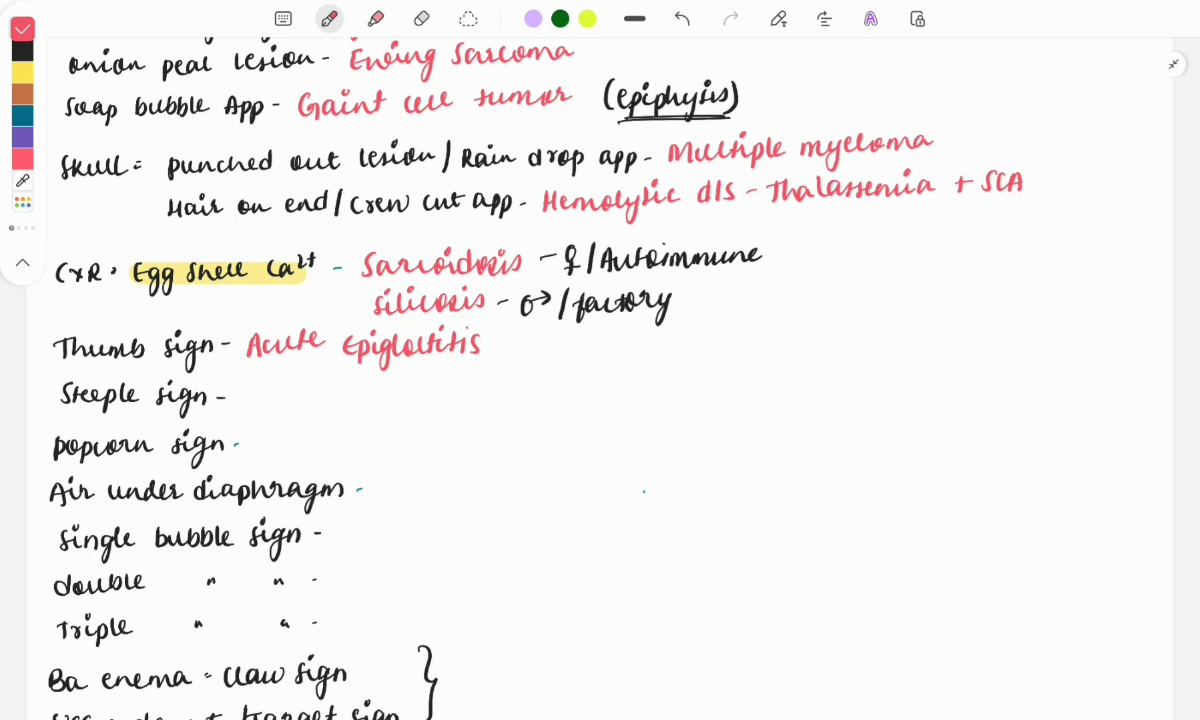 onion peal lesion - Ewing Sarcoma
Soap bubble App - Gaint cell tumor (epiphysis)
Skull = punched out lesion / Rain drop app - Multiple myeloma
Hair on end / crew cut app - Hemolytic d/s - Thalassemia + SCA
CXR = Egg shell Ca2+ - Sarcoidosis - ♀ / Autoimmune
silicosis - ♂ / factory
Thumb sign - Acute Epiglottitis
Steeple sign -
popcorn sign -
Air under diaphragm -
single bubble sign -
double " " -
Triple " " -
Ba enema = claw sign }
target sign